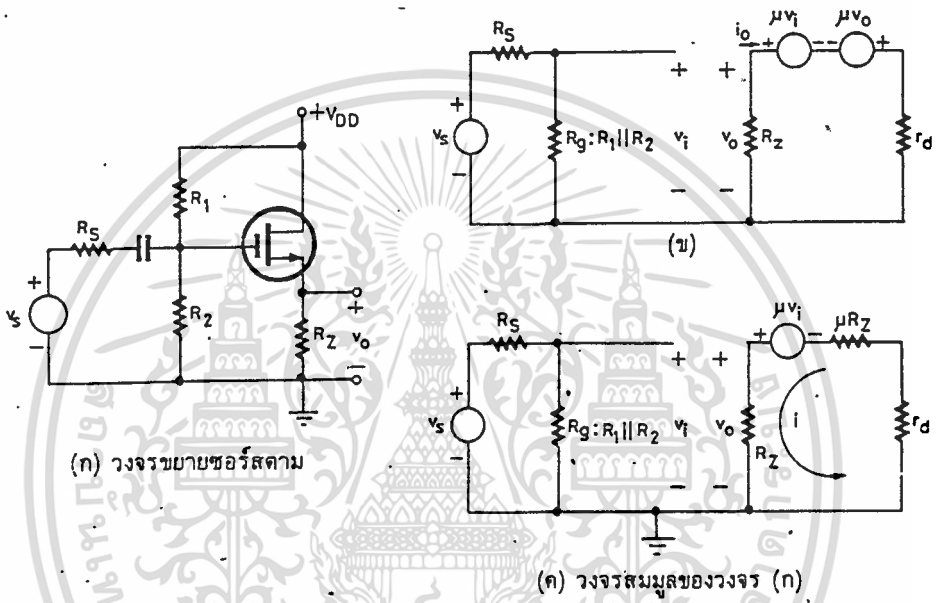 +V_DD
R_1
R_S
R_2
v_s
+
-
R_Z
v_o
+
-
(ก) วงจรขยายซอร์สตาม
R_S
+
v_s
-
R_g:R_1||R_2
+
v_i
-
+
v_o
-
R_Z
i_o
+
μv_i
-
-
μv_o
+
r_d
(ข)
R_S
+
v_s
-
R_g:R_1||R_2
+
v_i
-
+
v_o
-
R_Z
+
μv_i
-
μR_Z
i
r_d
(ค) วงจรสมมูลของวงจร (ก)